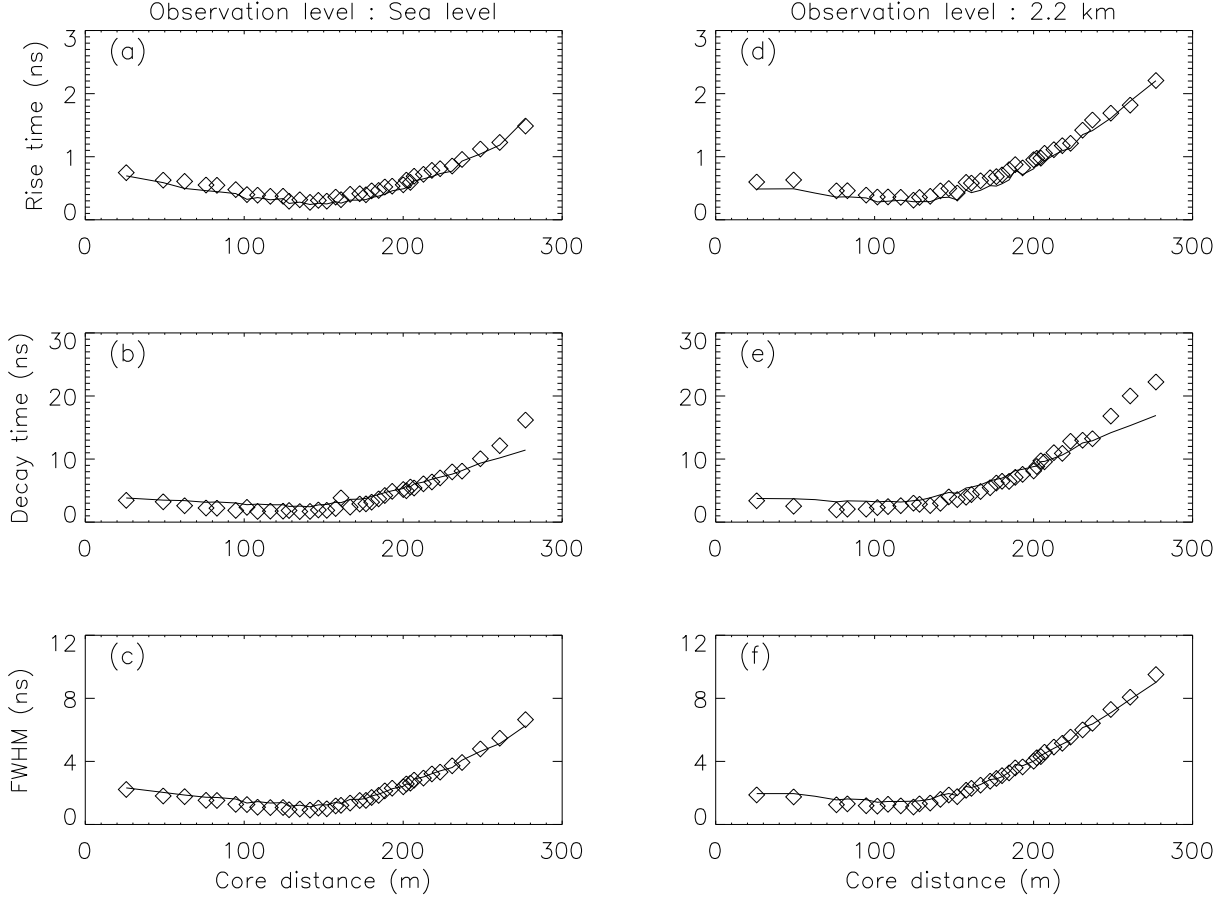 Observation level : Sea level
Observation level : 2.2 km
(a)
Rise time (ns)
3
2
1
0
0 100 200 300
(d)
3
2
1
0
0 100 200 300
(b)
Decay time (ns)
30
20
10
0
0 100 200 300
(e)
30
20
10
0
0 100 200 300
(c)
FWHM (ns)
12
8
4
0
0 100 200 300
Core distance (m)
(f)
12
8
4
0
0 100 200 300
Core distance (m)